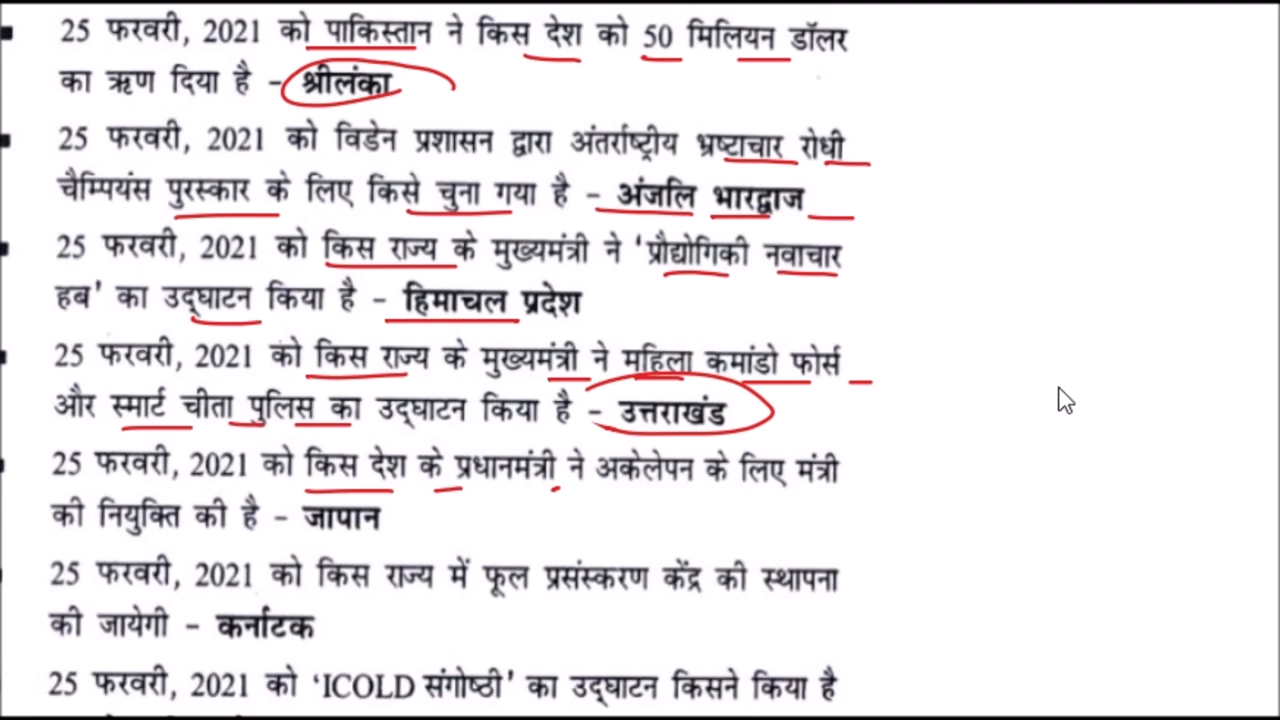 25 फरवरी, 2021 को पाकिस्तान ने किस देश को 50 मिलियन डॉलर
का ऋण दिया है - श्रीलंका
25 फरवरी, 2021 को विडेन प्रशासन द्वारा अंतर्राष्ट्रीय भ्रष्टाचार रोधी
चैम्पियंस पुरस्कार के लिए किसे चुना गया है - अंजलि भारद्वाज
25 फरवरी, 2021 को किस राज्य के मुख्यमंत्री ने 'प्रौद्योगिकी नवाचार
हब' का उद्घाटन किया है - हिमाचल प्रदेश
25 फरवरी, 2021 को किस राज्य के मुख्यमंत्री ने महिला कमांडो फोर्स
और स्मार्ट चीता पुलिस का उद्घाटन किया है - उत्तराखंड
25 फरवरी, 2021 को किस देश के प्रधानमंत्री ने अकेलेपन के लिए मंत्री
की नियुक्ति की है - जापान
25 फरवरी, 2021 को किस राज्य में फूल प्रसंस्करण केंद्र की स्थापना
की जायेगी - कर्नाटक
25 फरवरी, 2021 को 'ICOLD संगोष्ठी' का उद्घाटन किसने किया है